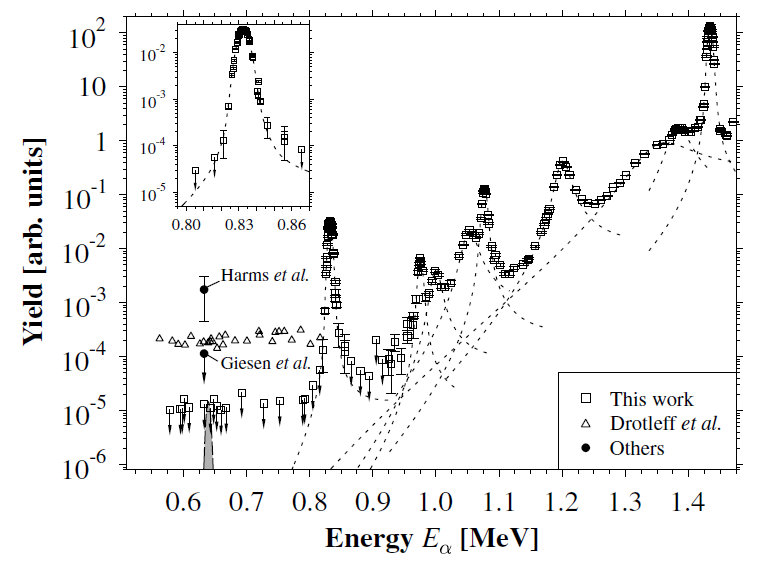 10^2
10
1
10^-1
10^-2
10^-3
10^-4
10^-5
10^-6
Yield [arb. units]
10^-2
10^-3
10^-4
10^-5
0.80 0.83 0.86
Harms et al.
Giesen et al.
This work
Drotleff et al.
Others
0.6 0.7 0.8 0.9 1.0 1.1 1.2 1.3 1.4
Energy E_α [MeV]